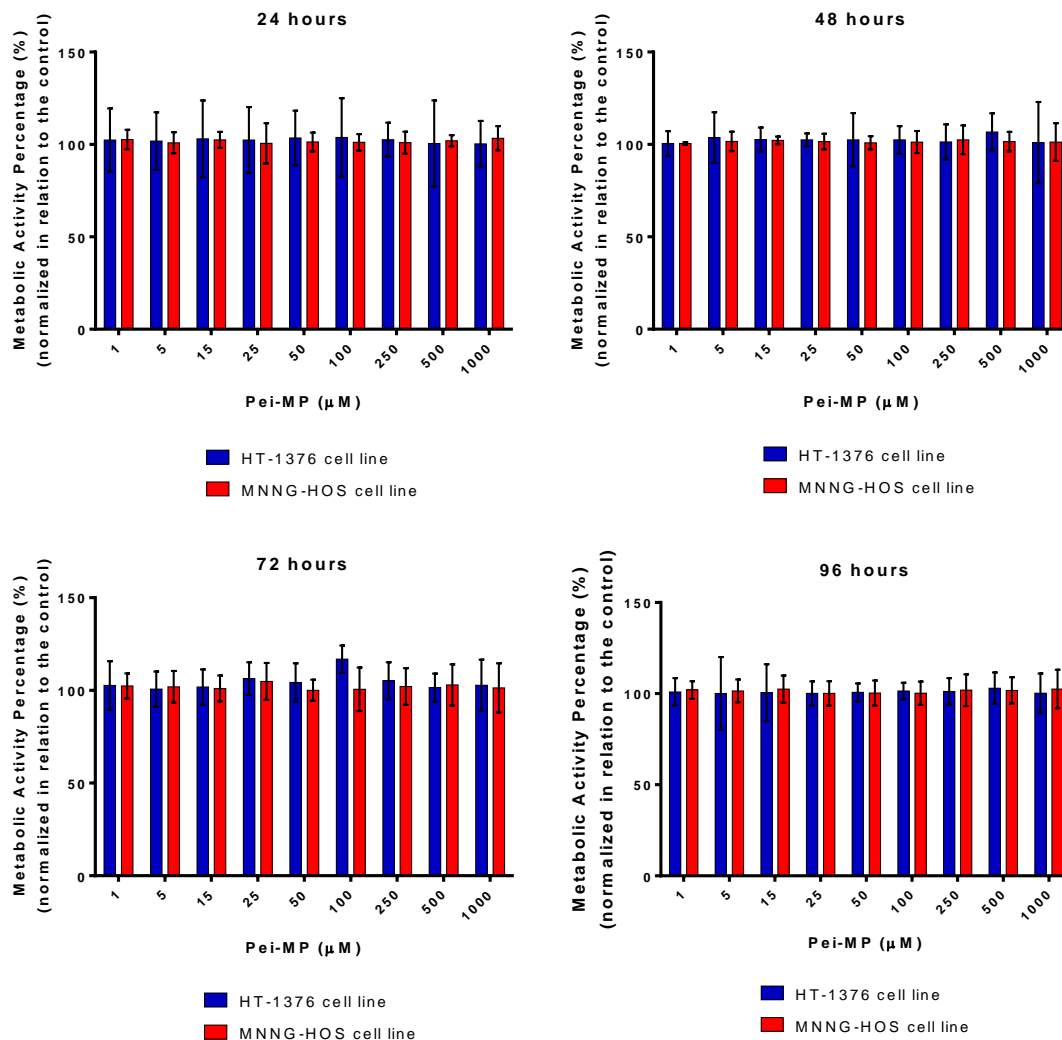 24 hours
Metabolic Activity Percentage (%)
(normalized in relation to the control)
150
100
50
0
1 5 15 25 50 100 250 500 1000
Pei-MP (μM)
HT-1376 cell line
MNNG-HOS cell line
48 hours
Metabolic Activity Percentage (%)
(normalized in relation to the control)
150
100
50
0
1 5 15 25 50 100 250 500 1000
Pei-MP (μM)
HT-1376 cell line
MNNG-HOS cell line
72 hours
Metabolic Activity Percentage (%)
(normalized in relation to the control)
150
100
50
0
1 5 15 25 50 100 250 500 1000
Pei-MP (μM)
HT-1376 cell line
MNNG-HOS cell line
96 hours
Metabolic Activity Percentage (%)
(normalized in relation to the control)
150
100
50
0
1 5 15 25 50 100 250 500 1000
Pei-MP (μM)
HT-1376 cell line
MNNG-HOS cell line